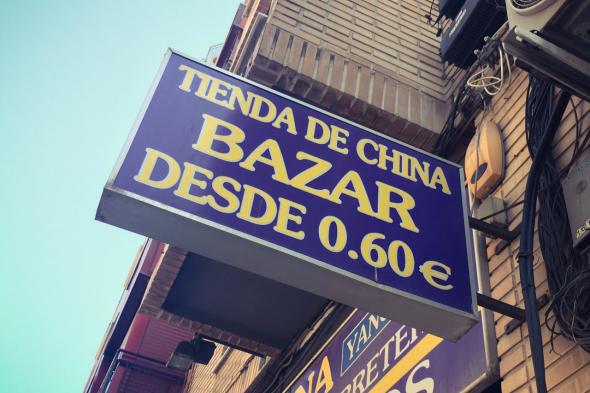 TIENDA DE CHINA
BAZAR
DESDE 0.60€